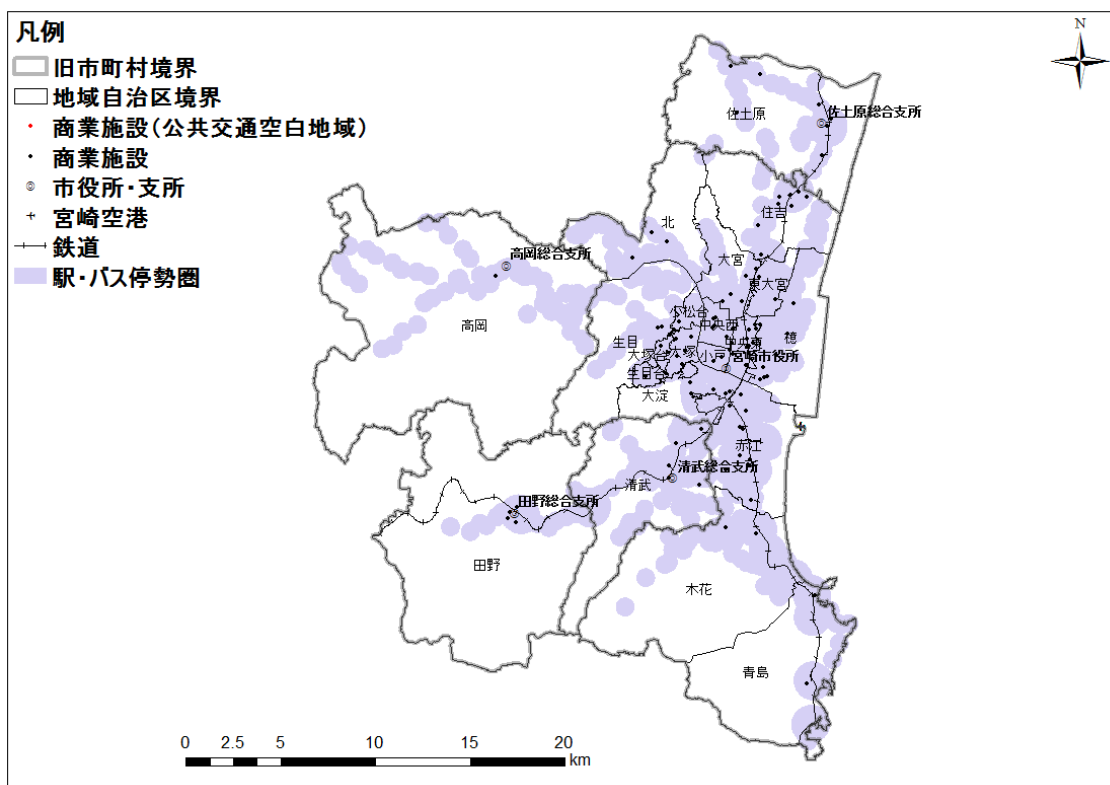 凡例
旧市町村境界
地域自治区境界
商業施設(公共交通空白地域)
商業施設
市役所・支所
宮崎空港
鉄道
駅・バス停勢圏
N
佐土原
佐土原総合支所
住吉
北
高岡総合支所
大宮
東大宮
高岡
小松台
中央西
生目
中央東
檍
大塚台
大塚
小戸
宮崎市役所
生目台
大淀
赤江
清武総合支所
清武
田野総合支所
田野
木花
青島
0 2.5 5 10 15 20
km